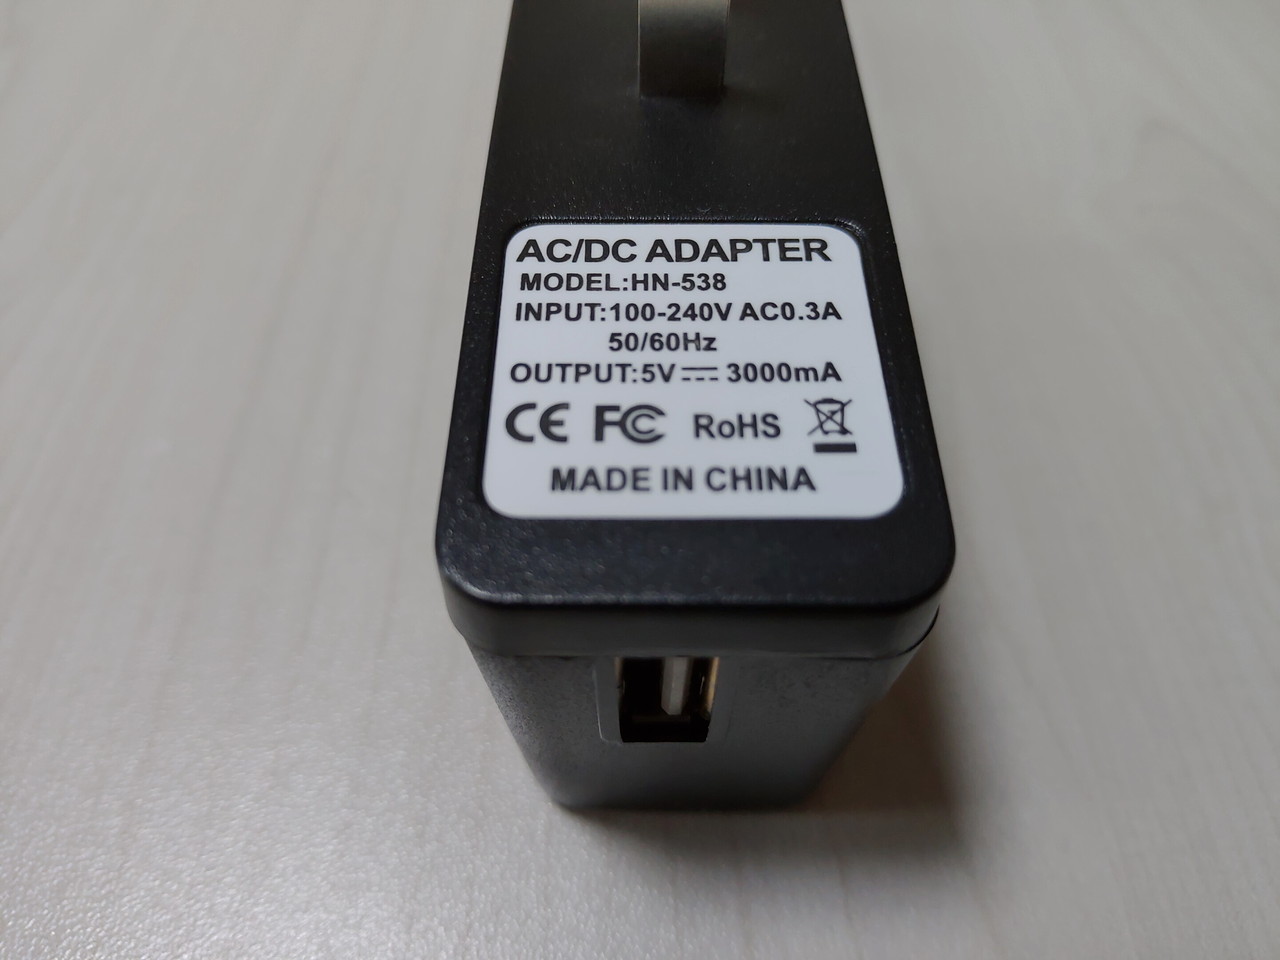 AC/DC ADAPTER
MODEL:HN-538
INPUT:100-240V AC0.3A
50/60Hz
OUTPUT:5V⎓3000mA
CE FC RoHS
MADE IN CHINA